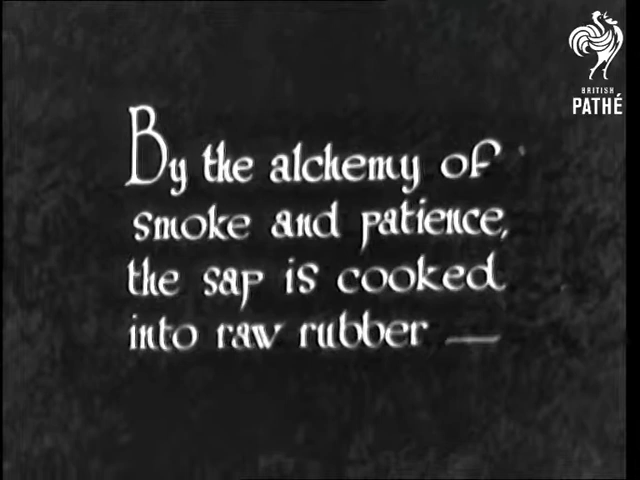 BRITISH
PATHÉ
By the alchemy of
smoke and patience,
the sap is cooked
into raw rubber —